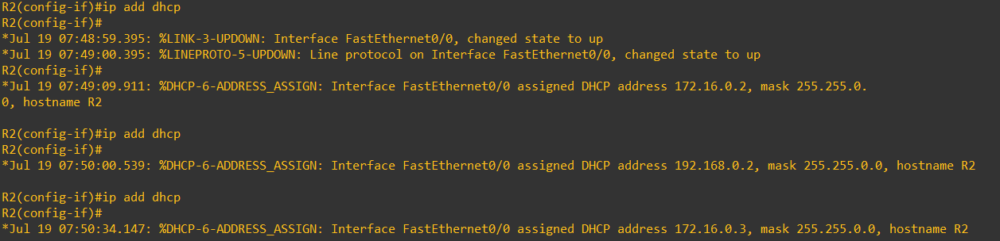 R2(config-if)#ip add dhcp
R2(config-if)#
*Jul 19 07:48:59.395: %LINK-3-UPDOWN: Interface FastEthernet0/0, changed state to up
*Jul 19 07:49:00.395: %LINEPROTO-5-UPDOWN: Line protocol on Interface FastEthernet0/0, changed state to up
R2(config-if)#
*Jul 19 07:49:09.911: %DHCP-6-ADDRESS_ASSIGN: Interface FastEthernet0/0 assigned DHCP address 172.16.0.2, mask 255.255.0.
0, hostname R2
R2(config-if)#ip add dhcp
R2(config-if)#
*Jul 19 07:50:00.539: %DHCP-6-ADDRESS_ASSIGN: Interface FastEthernet0/0 assigned DHCP address 192.168.0.2, mask 255.255.0.0, hostname R2
R2(config-if)#ip add dhcp
R2(config-if)#
*Jul 19 07:50:34.147: %DHCP-6-ADDRESS_ASSIGN: Interface FastEthernet0/0 assigned DHCP address 172.16.0.3, mask 255.255.0.0, hostname R2